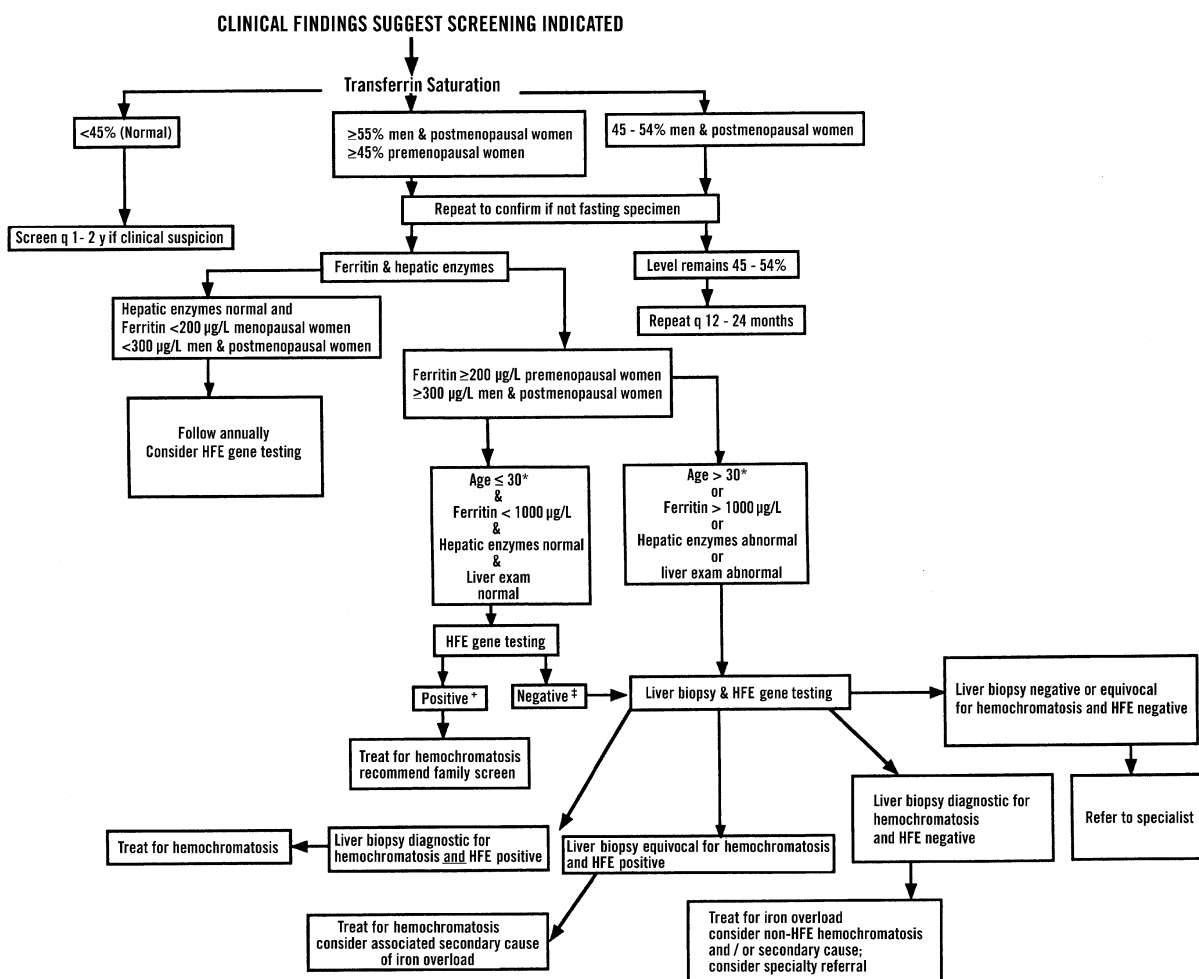 CLINICAL FINDINGS SUGGEST SCREENING INDICATED
Transferrin Saturation
<45% (Normal)
≥55% men & postmenopausal women
≥45% premenopausal women
45 - 54% men & postmenopausal women
Repeat to confirm if not fasting specimen
Screen q 1- 2 y if clinical suspicion
Ferritin & hepatic enzymes
Level remains 45 - 54%
Hepatic enzymes normal and
Ferritin <200 µg/L menopausal women
<300 µg/L men & postmenopausal women
Repeat q 12 - 24 months
Ferritin ≥200 µg/L premenopausal women
≥300 µg/L men & postmenopausal women
Follow annually
Consider HFE gene testing
Age ≤ 30*
&
Ferritin < 1000 µg/L
&
Hepatic enzymes normal
&
Liver exam
normal
Age > 30*
or
Ferritin > 1000 µg/L
or
Hepatic enzymes abnormal
or
liver exam abnormal
HFE gene testing
Positive +
Negative ‡
Liver biopsy & HFE gene testing
Liver biopsy negative or equivocal
for hemochromatosis and HFE negative
Treat for hemochromatosis
recommend family screen
Refer to specialist
Liver biopsy diagnostic for
hemochromatosis
and HFE negative
Treat for hemochromatosis
Liver biopsy diagnostic for
hemochromatosis and HFE positive
Liver biopsy equivocal for hemochromatosis
and HFE positive
Treat for hemochromatosis
consider associated secondary cause
of iron overload
Treat for iron overload
consider non-HFE hemochromatosis
and / or secondary cause;
consider specialty referral